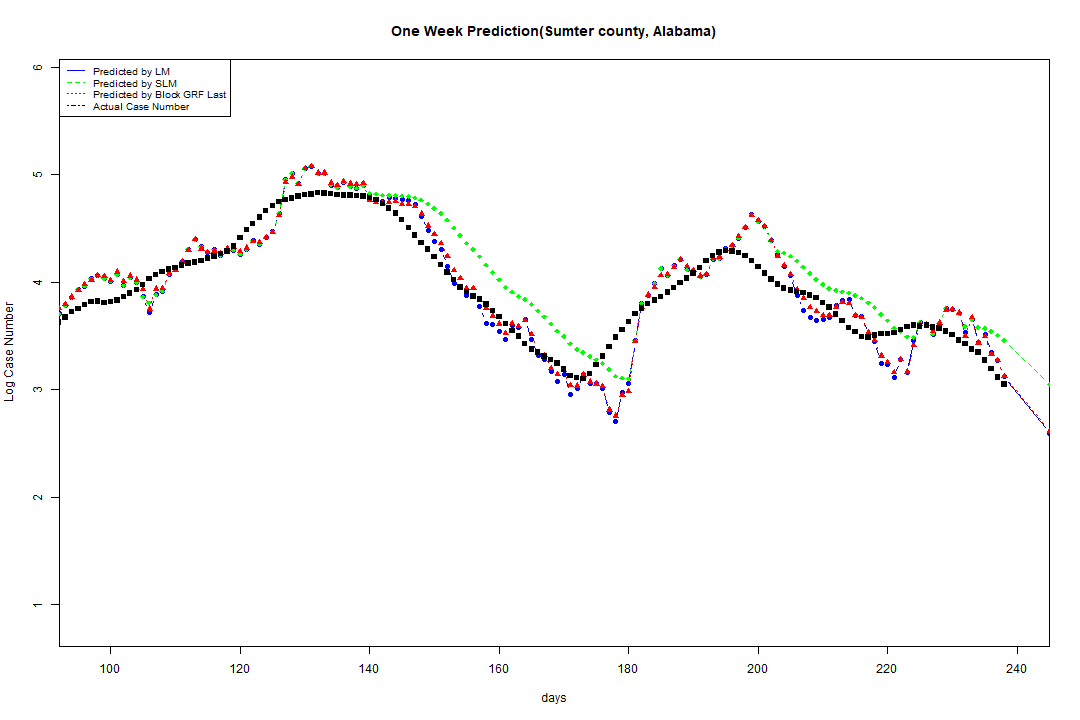 One Week Prediction(Sumter county, Alabama)
Predicted by LM
Predicted by SLM
Predicted by Block GRF Last
Actual Case Number
6
5
4
3
2
1
Log Case Number
100 120 140 160 180 200 220 240
days